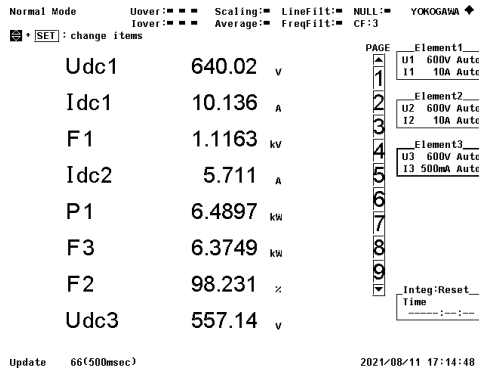 Normal Mode Uover: Scaling: LineFilt: NULL: YOKOGAWA
Iover: Average: FreqFilt: CF:3
+ SET : change items
PAGE
Udc1 640.02 V
Idc1 10.136 A
F1 1.1163 kV
Idc2 5.711 A
P1 6.4897 kW
F3 6.3749 kW
F2 98.231 %
Udc3 557.14 V
1
2
3
4
5
6
7
8
9
Element1
U1 600V Auto
I1 10A Auto
Element2
U2 600V Auto
I2 10A Auto
Element3
U3 600V Auto
I3 500mA Auto
Integ:Reset
Time
-----:--:--
Update 66(500msec) 2021/08/11 17:14:48